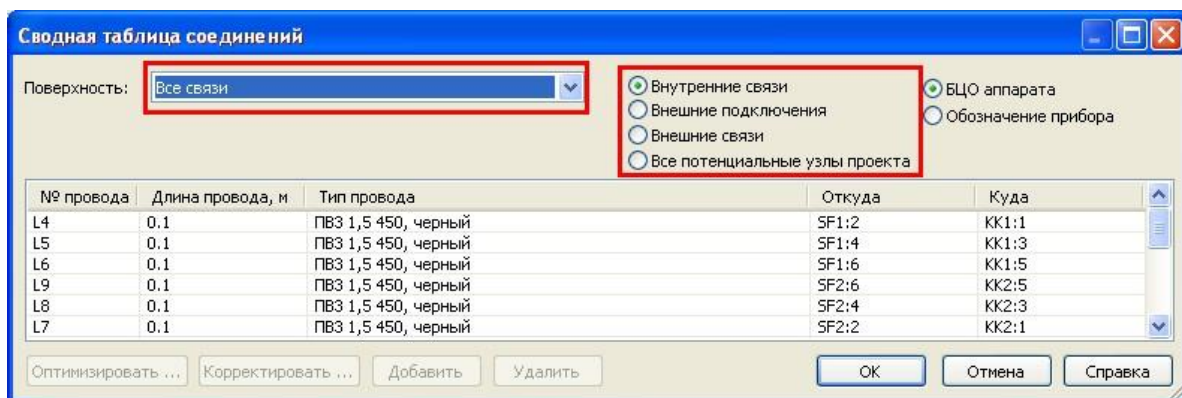 Сводная таблица соединений
Поверхность: Все связи
Внутренние связи
Внешние подключения
Внешние связи
Все потенциальные узлы проекта
БЦО аппарата
Обозначение прибора
№ провода Длина провода, м Тип провода Откуда Куда
L4 0.1 ПВ3 1,5 450, черный SF1:2 KK1:1
L5 0.1 ПВ3 1,5 450, черный SF1:4 KK1:3
L6 0.1 ПВ3 1,5 450, черный SF1:6 KK1:5
L9 0.1 ПВ3 1,5 450, черный SF2:6 KK2:5
L8 0.1 ПВ3 1,5 450, черный SF2:4 KK2:3
L7 0.1 ПВ3 1,5 450, черный SF2:2 KK2:1
Оптимизировать ... Корректировать ... Добавить Удалить ОК Отмена Справка